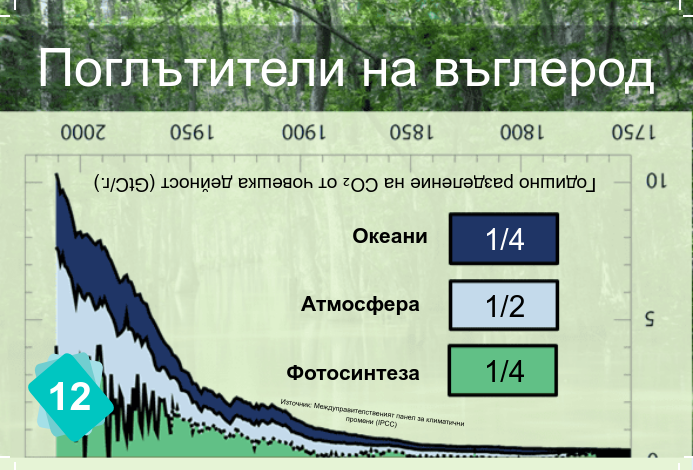 Поглътители на въглерод
2000 1950 1900 1850 1800 1750
Годишно разделение на CO₂ от човешка дейност (GtC/г.)
10
Океани 1/4
Атмосфера 1/2
5
Фотосинтеза 1/4
12
Източник: Междуправителственият панел за климатични
промени (IPCC)
0